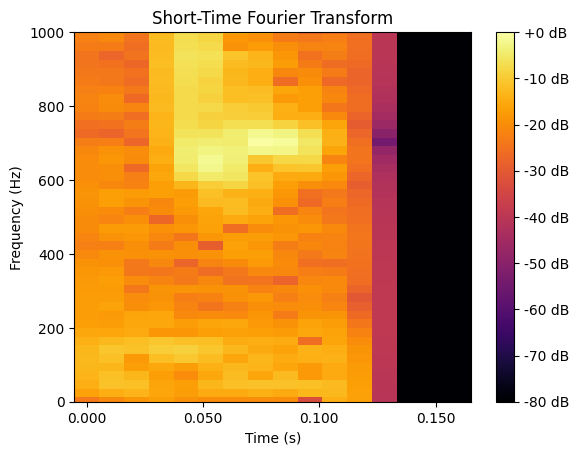 Short-Time Fourier Transform
1000
800
600
400
200
0
Frequency (Hz)
0.000
0.050
0.100
0.150
Time (s)
+0 dB
-10 dB
-20 dB
-30 dB
-40 dB
-50 dB
-60 dB
-70 dB
-80 dB